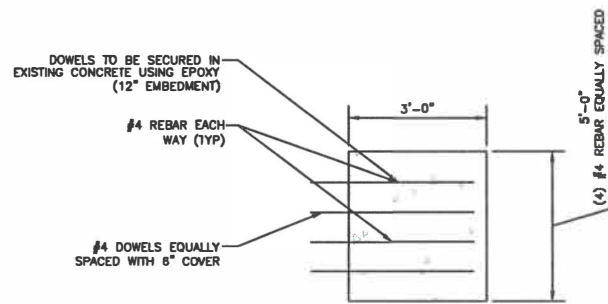 DOWELS TO BE SECURED IN
EXISTING CONCRETE USING EPOXY
(12" EMBEDMENT)
#4 REBAR EACH
WAY (TYP)
#4 DOWELS EQUALLY
SPACED WITH 6" COVER
3'-0"
5'-0"
(4) #4 REBAR EQUALLY SPACED